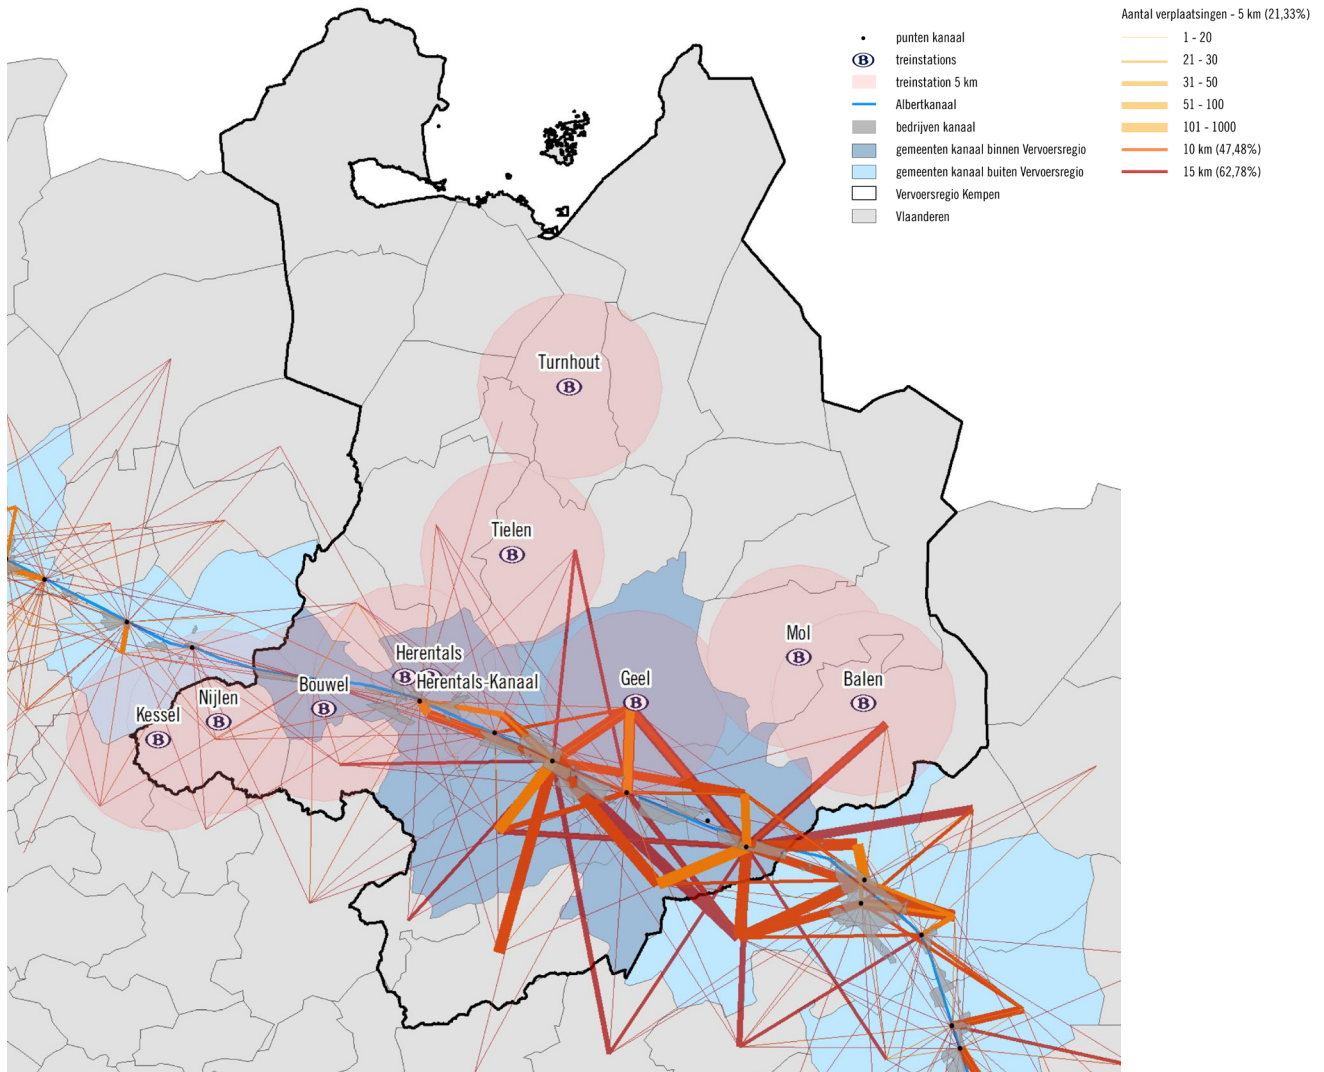 Aantal verplaatsingen - 5 km (21,33%)
1 - 20
21 - 30
31 - 50
51 - 100
101 - 1000
10 km (47,48%)
15 km (62,78%)
punten kanaal
B treinstations
treinstation 5 km
Albertkanaal
bedrijven kanaal
gemeenten kanaal binnen Vervoersregio
gemeenten kanaal buiten Vervoersregio
Vervoersregio Kempen
Vlaanderen
Turnhout
B
Tielen
B
Mol
B
Herentals
B
Herentals-Kanaal
Geel
B
Balen
B
Bouwel
B
Nijlen
B
Kessel
B